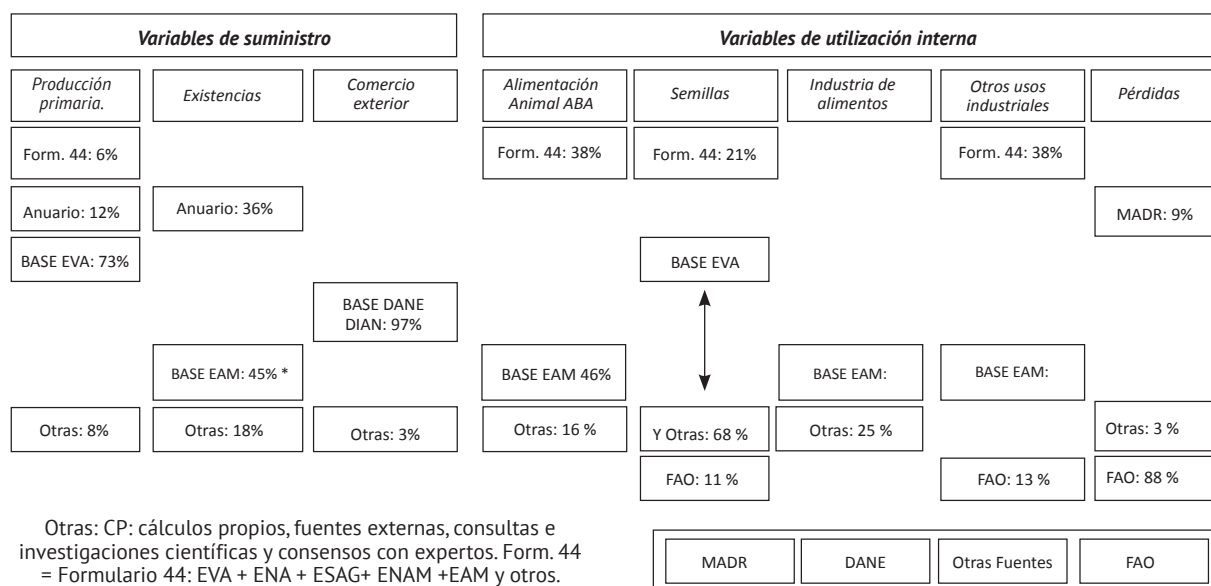 Variables de suministro
Variables de utilización interna
Producción
primaria.
Existencias
Comercio
exterior
Alimentación
Animal ABA
Semillas
Industria de
alimentos
Otros usos
industriales
Pérdidas
Form. 44: 6%
Form. 44: 38%
Form. 44: 21%
Form. 44: 38%
Anuario: 12%
Anuario: 36%
MADR: 9%
BASE EVA: 73%
BASE EVA
BASE DANE
DIAN: 97%
BASE EAM: 45% *
BASE EAM 46%
BASE EAM:
BASE EAM:
Otras: 8%
Otras: 18%
Otras: 3%
Otras: 16 %
Y Otras: 68 %
Otras: 25 %
Otras: 3 %
FAO: 11 %
FAO: 13 %
FAO: 88 %
Otras: CP: cálculos propios, fuentes externas, consultas e
investigaciones científicas y consensos con expertos. Form. 44
= Formulario 44: EVA + ENA + ESAG+ ENAM +EAM y otros.
MADR
DANE
Otras Fuentes
FAO